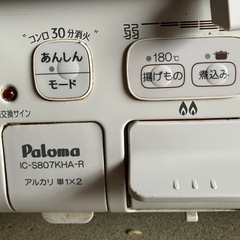 コンロ30分消火
あんしん
モード
180℃
揚げもの
煮込み
交換サイン
Paloma
IC-S807KHA-R
アルカリ 単1×2